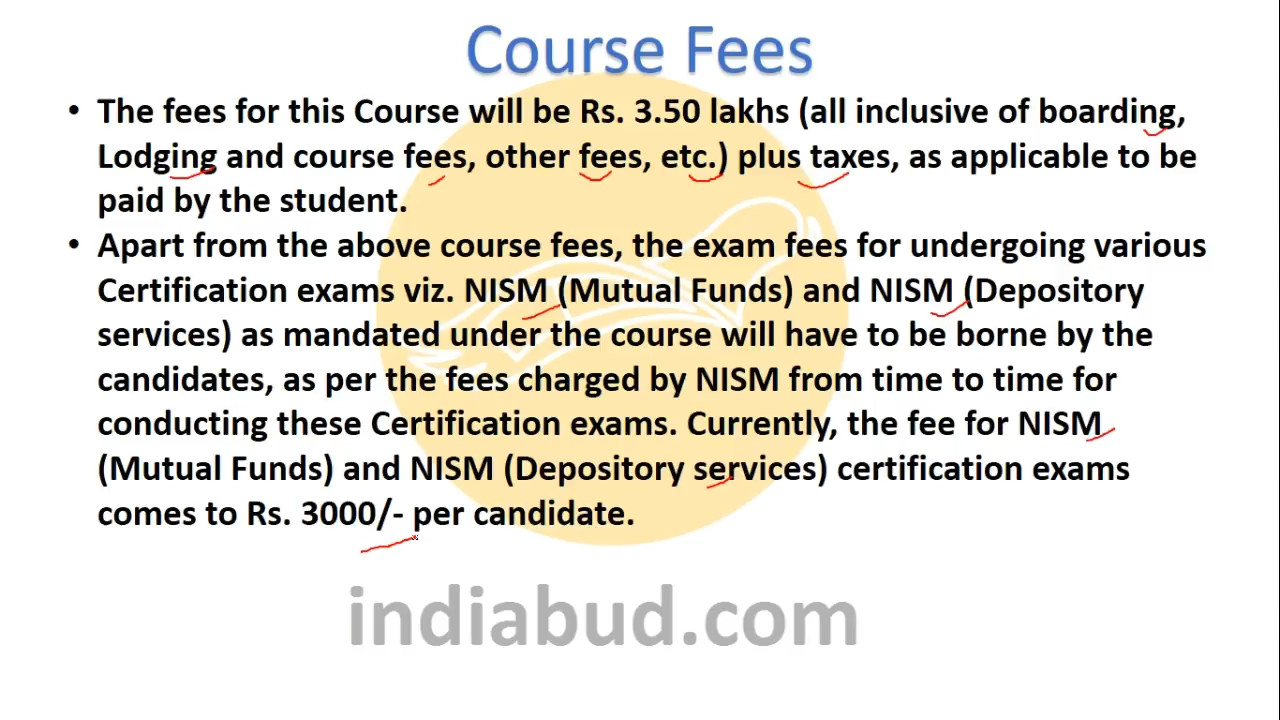 Course Fees
• The fees for this Course will be Rs. 3.50 lakhs (all inclusive of boarding,
Lodging and course fees, other fees, etc.) plus taxes, as applicable to be
paid by the student.
• Apart from the above course fees, the exam fees for undergoing various
Certification exams viz. NISM (Mutual Funds) and NISM (Depository
services) as mandated under the course will have to be borne by the
candidates, as per the fees charged by NISM from time to time for
conducting these Certification exams. Currently, the fee for NISM
(Mutual Funds) and NISM (Depository services) certification exams
comes to Rs. 3000/- per candidate.
indiabud.com